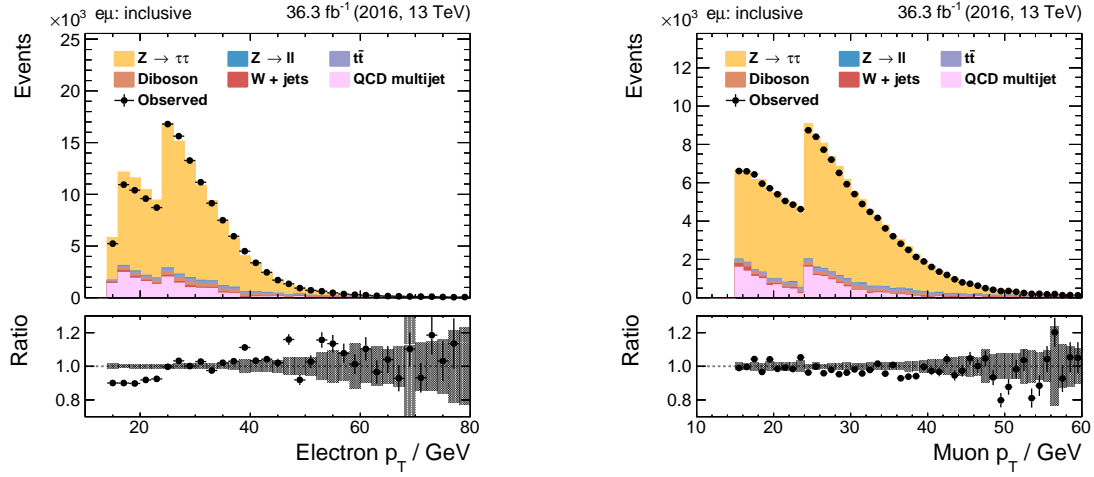 ×10³ eμ: inclusive 36.3 fb⁻¹ (2016, 13 TeV)
Events
25
20
15
10
5
0
Z → ττ Z → ll tt̄
Diboson W + jets QCD multijet
Observed
Ratio
1.2
1.0
0.8
20 40 60 80
Electron p_T / GeV
×10³ eμ: inclusive 36.3 fb⁻¹ (2016, 13 TeV)
Events
12
10
8
6
4
2
0
Z → ττ Z → ll tt̄
Diboson W + jets QCD multijet
Observed
Ratio
1.2
1.0
0.8
10 20 30 40 50 60
Muon p_T / GeV